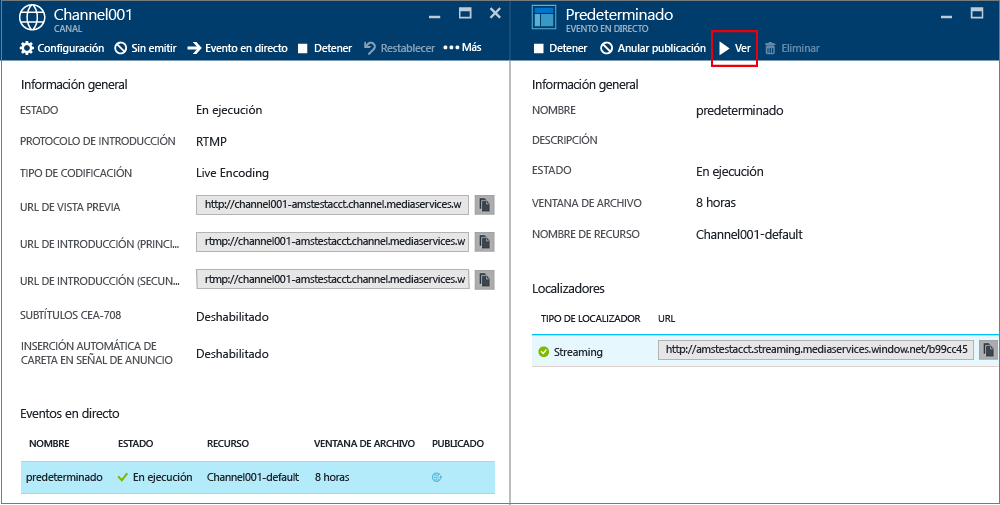 Channel001
CANAL
Configuración Sin emitir Evento en directo Detener Restablecer Más
Información general
ESTADO En ejecución
PROTOCOLO DE INTRODUCCIÓN RTMP
TIPO DE CODIFICACIÓN Live Encoding
URL DE VISTA PREVIA http://channel001-amstestacct.channel.mediaservices.w
URL DE INTRODUCCIÓN (PRINCI... rtmp://channel001-amstestacct.channel.mediaservices.w
URL DE INTRODUCCIÓN (SECUN... rtmp://channel001-amstestacct.channel.mediaservices.w
SUBTÍTULOS CEA-708 Deshabilitado
INSERCIÓN AUTOMÁTICA DE
CARETA EN SEÑAL DE ANUNCIO Deshabilitado
Eventos en directo
NOMBRE ESTADO RECURSO VENTANA DE ARCHIVO PUBLICADO
predeterminado En ejecución Channel001-default 8 horas
Predeterminado
EVENTO EN DIRECTO
Detener Anular publicación Ver Eliminar
Información general
NOMBRE predeterminado
DESCRIPCIÓN
ESTADO En ejecución
VENTANA DE ARCHIVO 8 horas
NOMBRE DE RECURSO Channel001-default
Localizadores
TIPO DE LOCALIZADOR URL
Streaming http://amstestacct.streaming.mediaservices.window.net/b99cc45